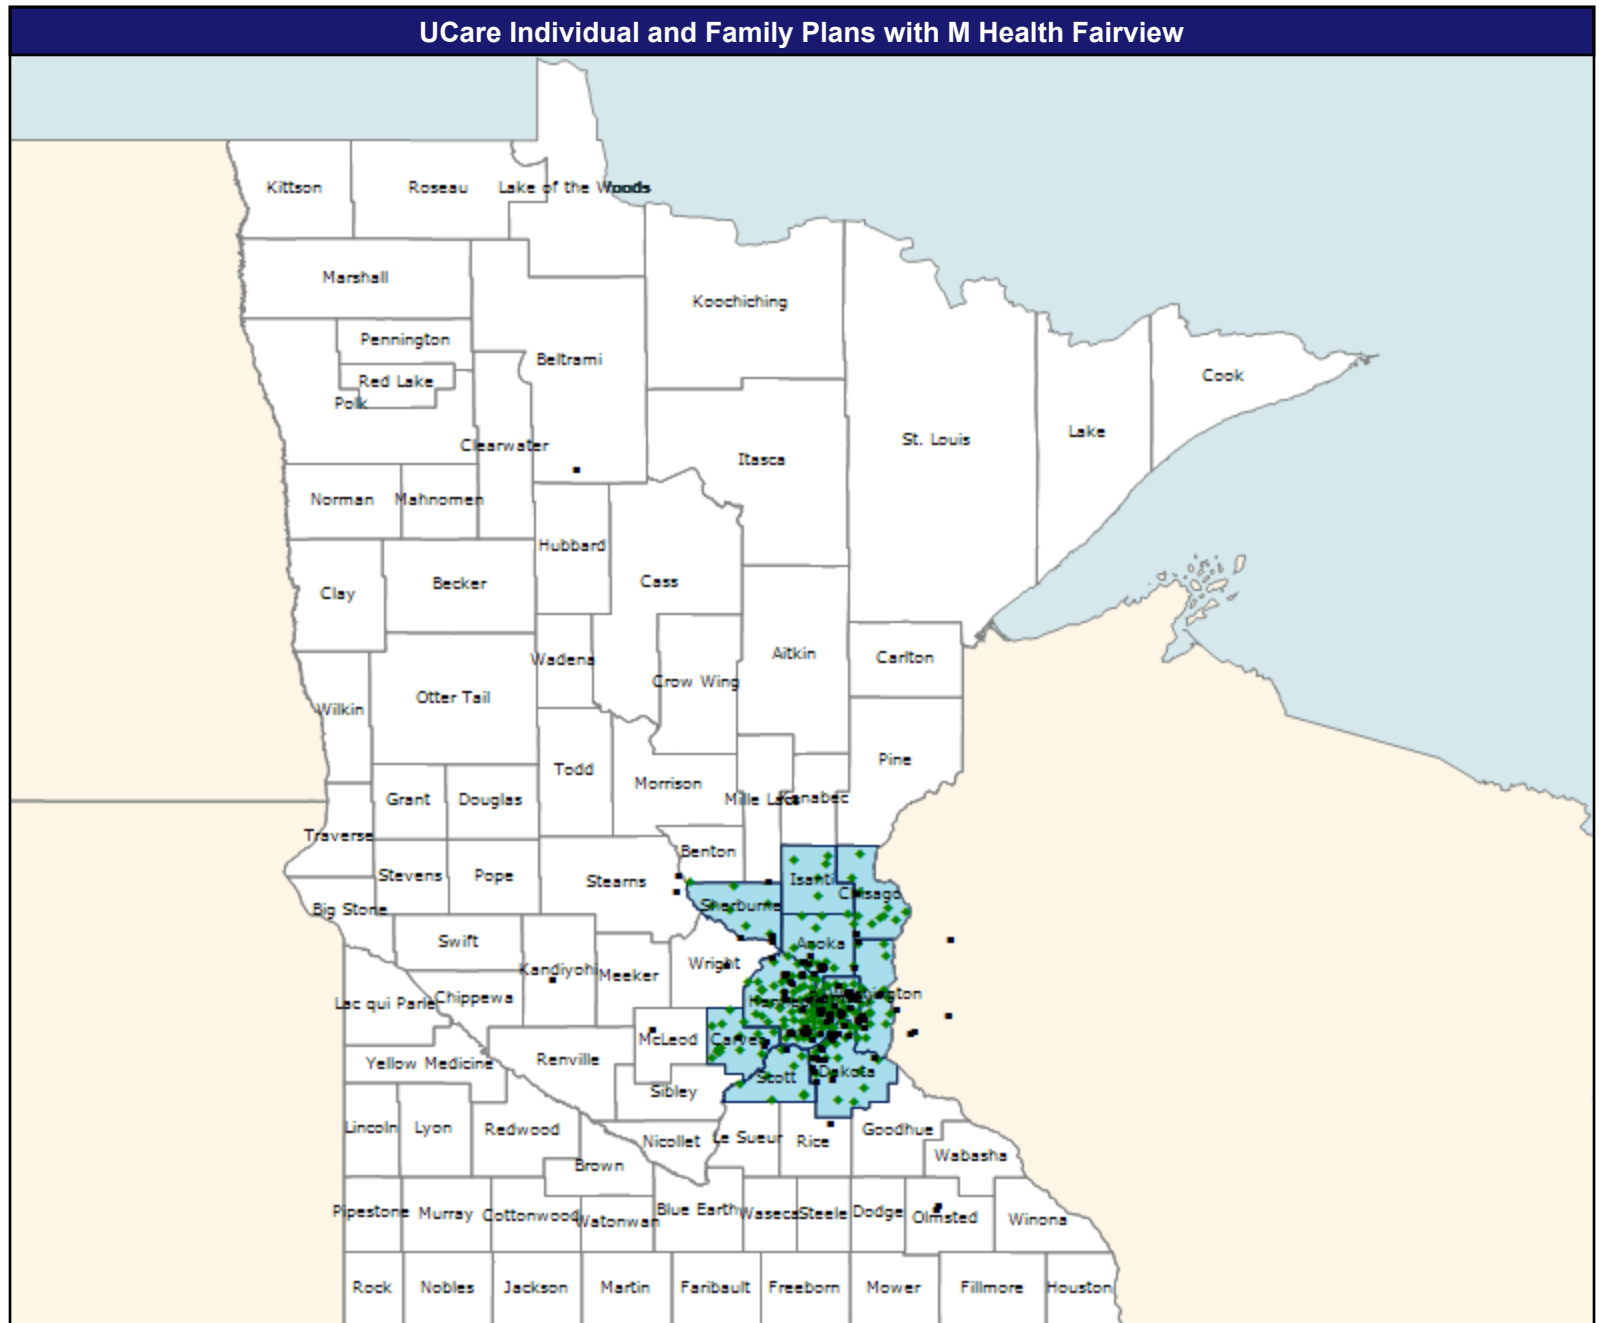 UCare Individual and Family Plans with M Health Fairview
Kittson
Roseau
Lake of the Woods
Marshall
Koochiching
Pennington
Beltrami
Red Lake
Cook
Polk
Lake
St. Louis
Clearwater
Itasca
Norman
Mahnomen
Hubbard
Cass
Becker
Clay
Aitkin
Carlton
Wadena
Crow Wing
Otter Tail
Wilkin
Pine
Todd
Morrison
Grant
Douglas
Mille Lacs
Kanabec
Traverse
Benton
Stevens
Pope
Stearns
Isanti
Chisago
Big Stone
Sherburne
Swift
Anoka
Wright
Kandiyohi
Meeker
Lac qui Parle
Chippewa
Washington
McLeod
Carver
Renville
Yellow Medicine
Scott
Dakota
Sibley
Lincoln
Lyon
Redwood
Goodhue
Nicollet
Le Sueur
Rice
Wabasha
Brown
Pipestone
Murray
Cottonwood
Watonwan
Blue Earth
Waseca
Steele
Dodge
Olmsted
Winona
Rock
Nobles
Jackson
Martin
Faribault
Freeborn
Mower
Fillmore
Houston